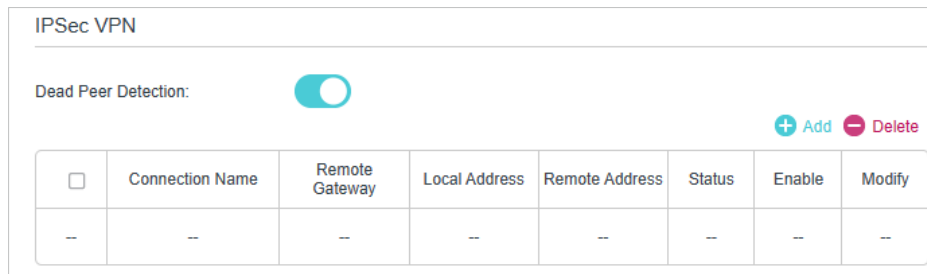 IPSec VPN
Dead Peer Detection:
Add Delete
Connection Name Remote Gateway Local Address Remote Address Status Enable Modify
-- -- -- -- -- -- -- --